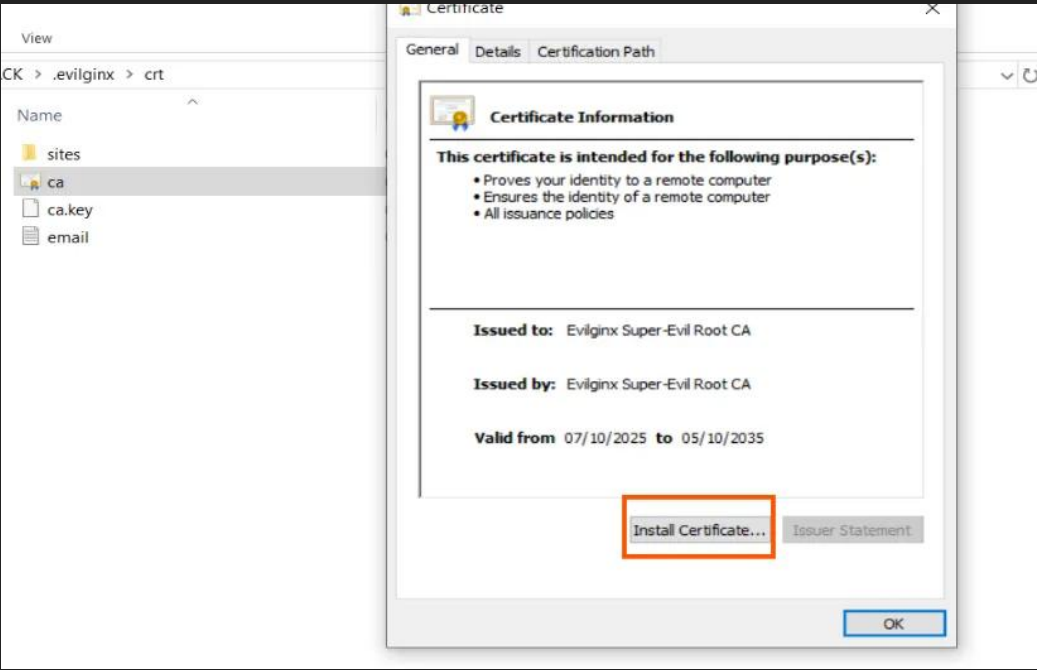 Certificate
View
General Details Certification Path
CK > .evilginx > crt
Name
Certificate Information
sites
This certificate is intended for the following purpose(s):
ca
• Proves your identity to a remote computer
• Ensures the identity of a remote computer
ca.key
• All issuance policies
email
Issued to: Evilginx Super-Evil Root CA
Issued by: Evilginx Super-Evil Root CA
Valid from 07/10/2025 to 05/10/2035
Install Certificate... Issuer Statement
OK